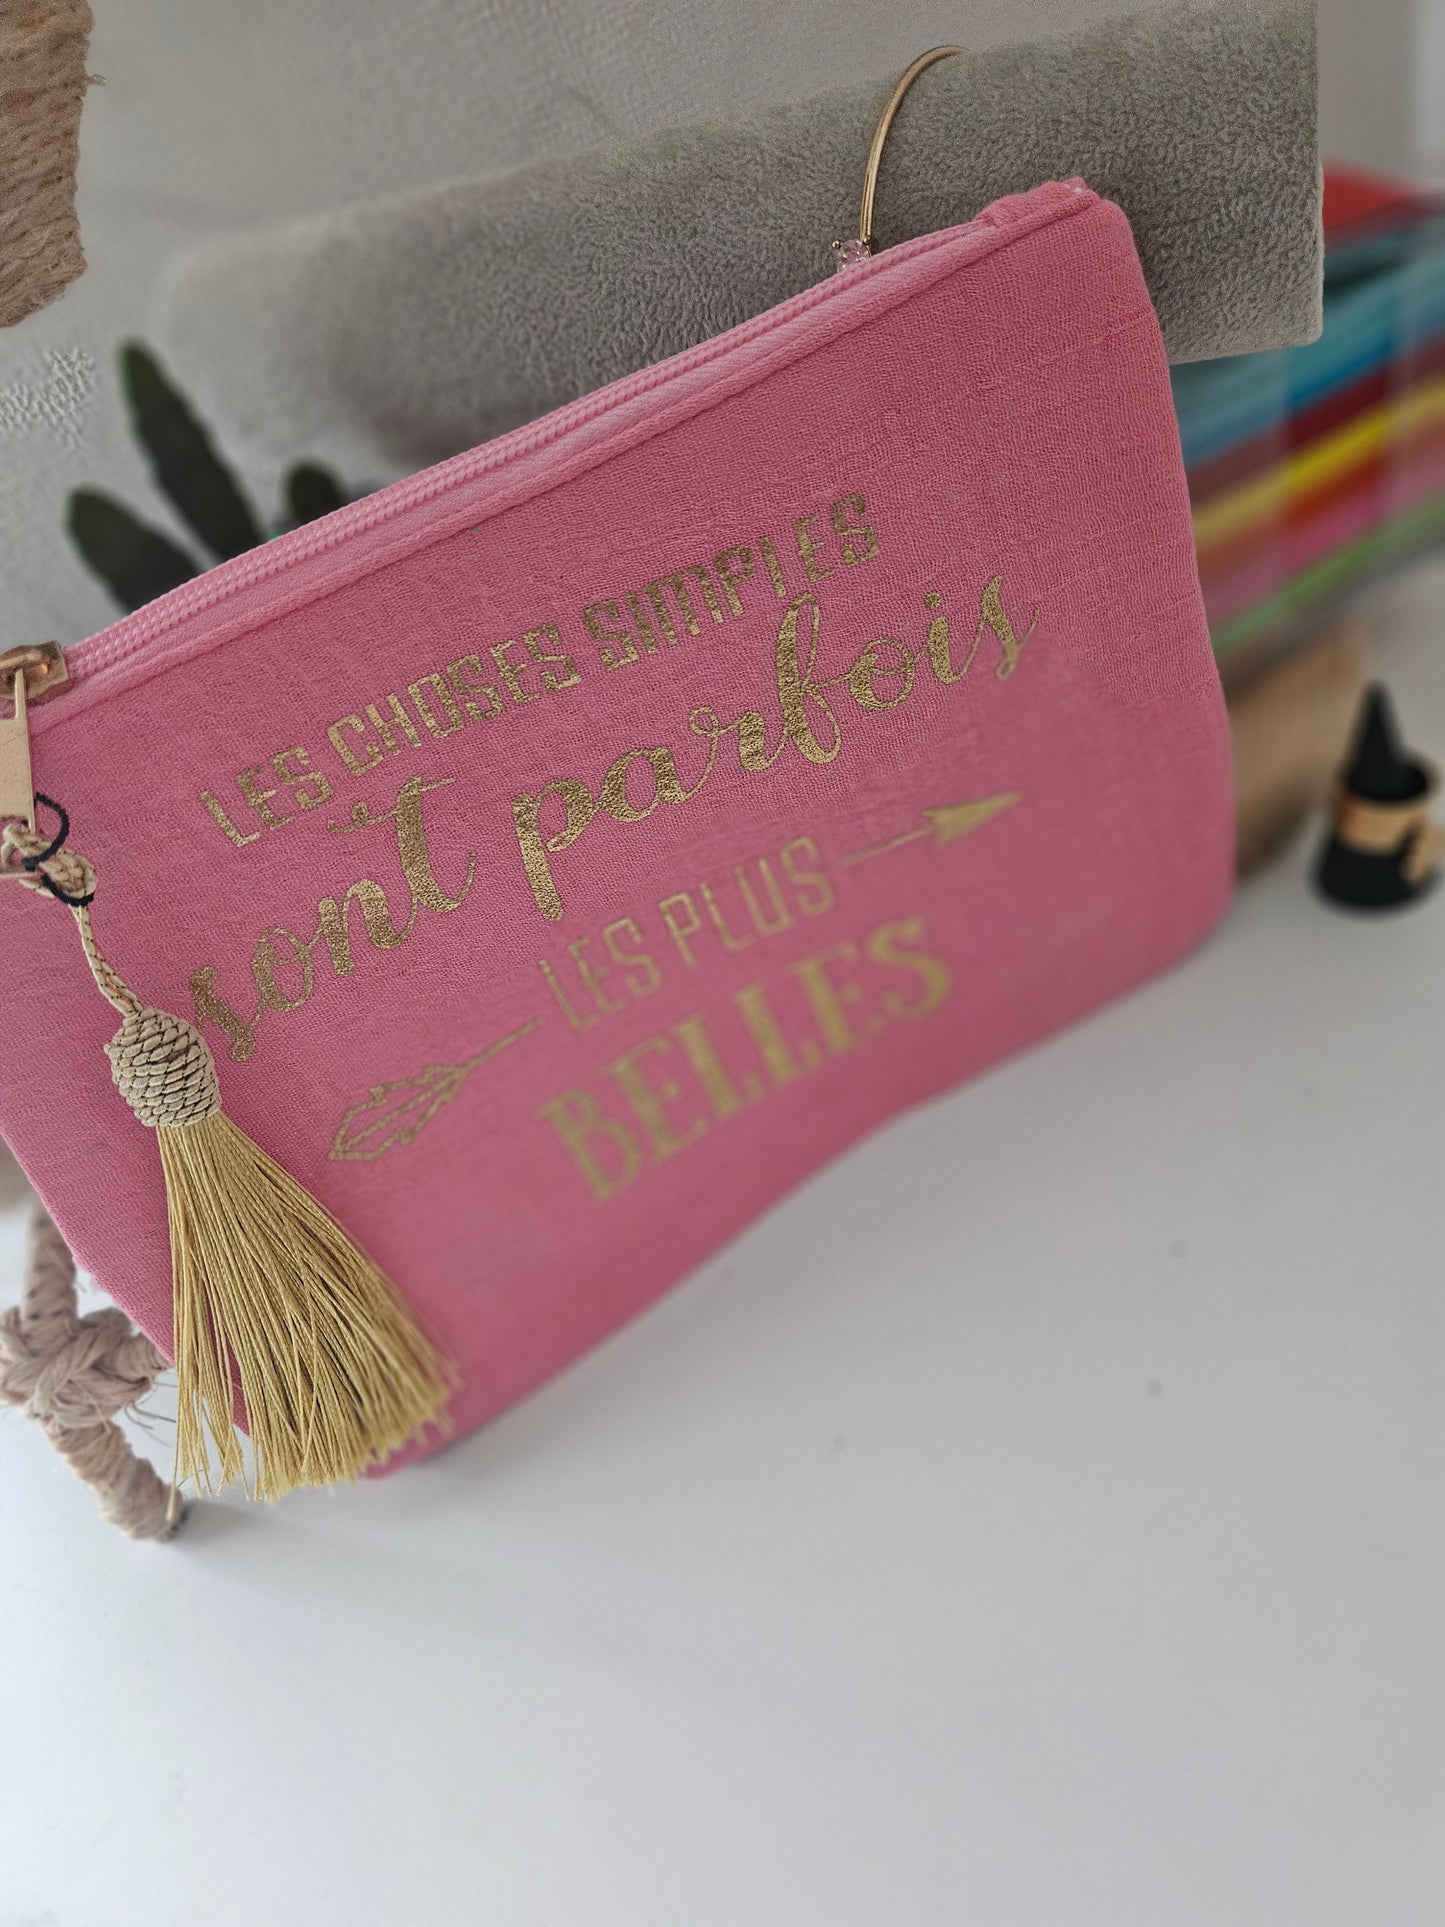 LES CHOSES SIMPLES
sont parfois
LES PLUS
BELLES